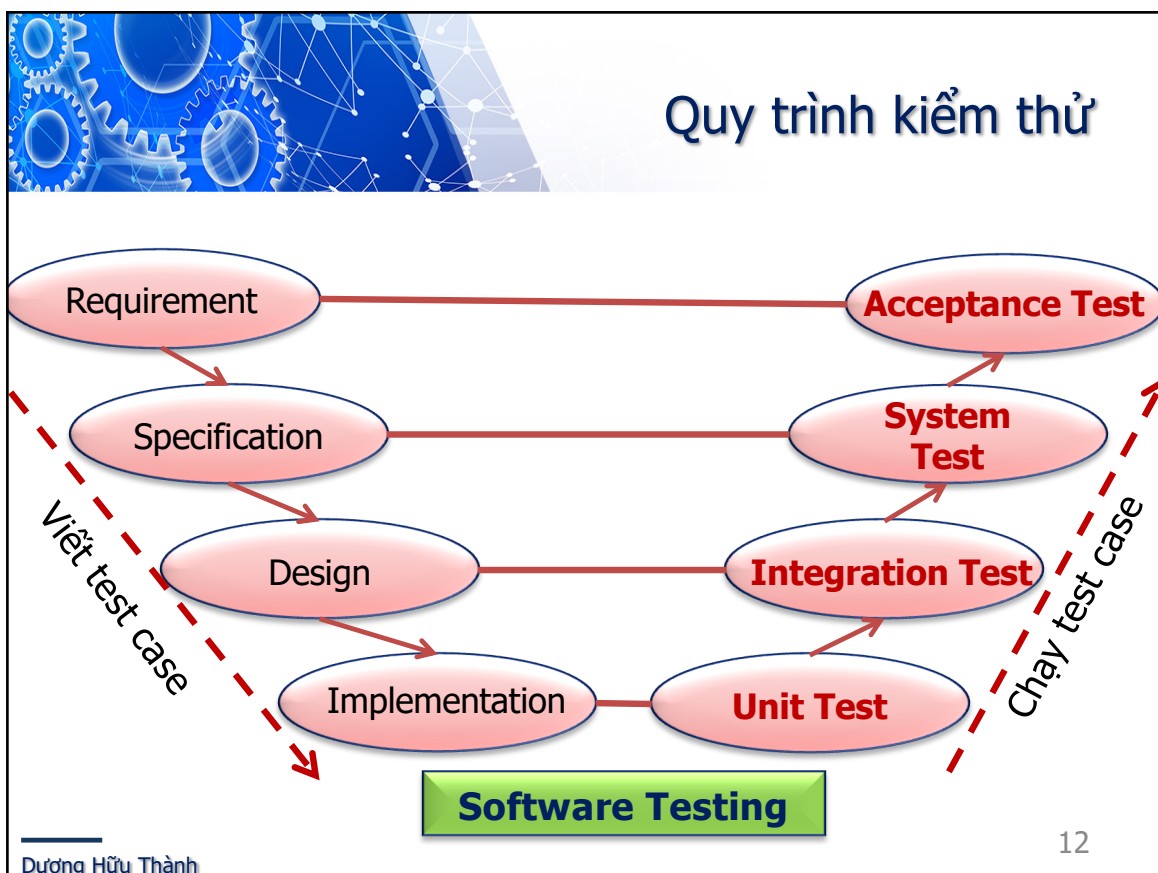 Quy trình kiểm thử
Requirement
Acceptance Test
Specification
System
Test
Viết test case
Chạy test case
Design
Integration Test
Implementation
Unit Test
Software Testing
12
Dương Hữu Thành